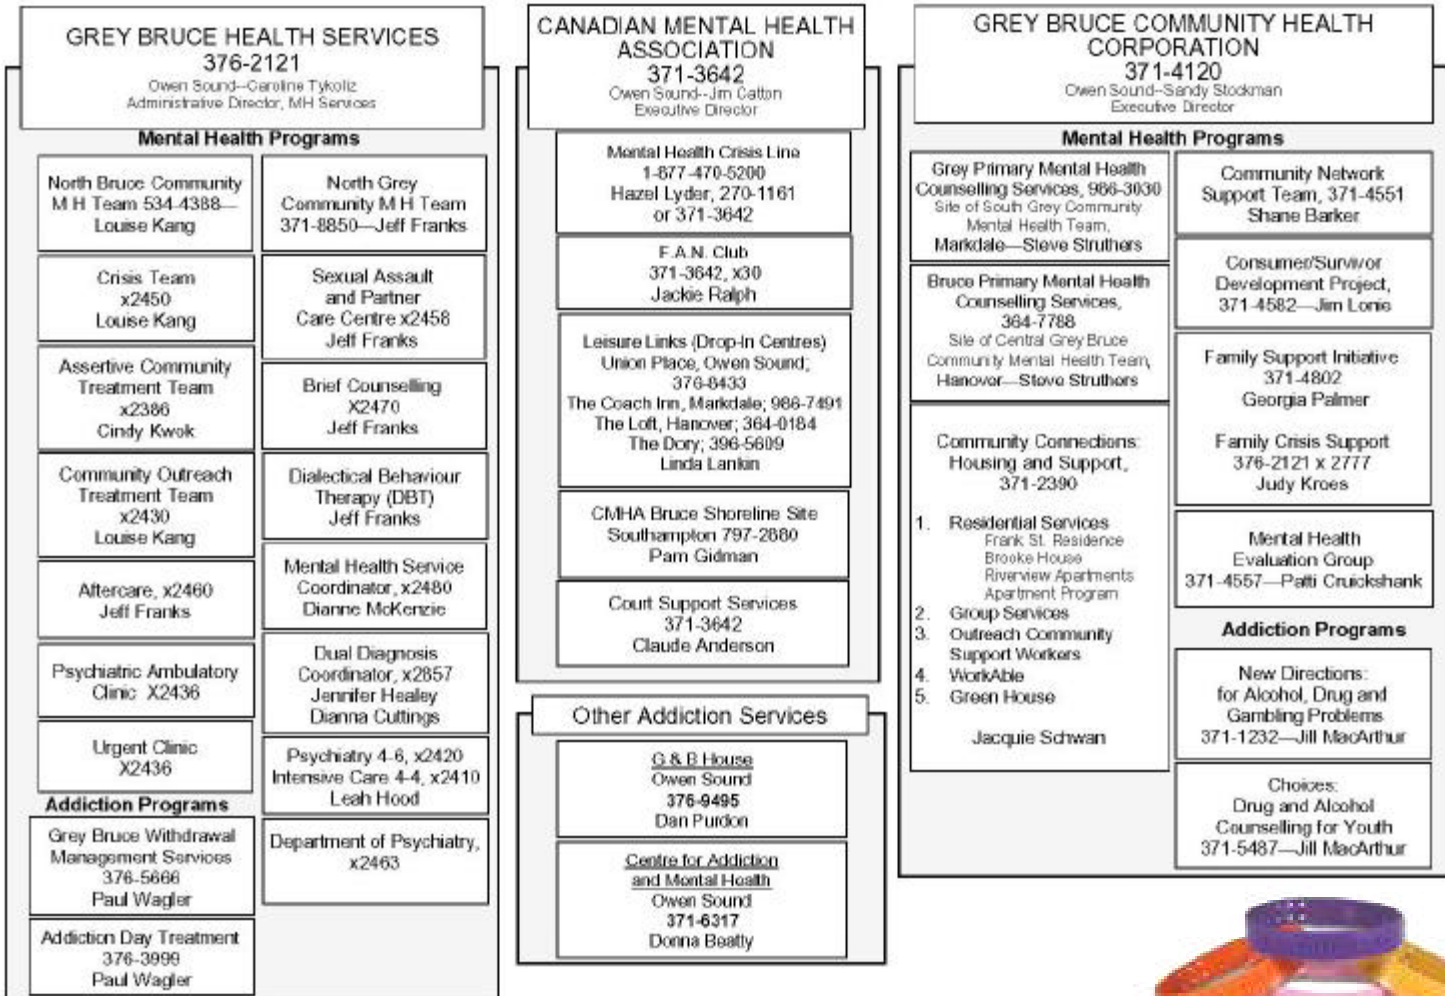 GREY BRUCE HEALTH SERVICES
376-2121
Owen Sound--Caroline Tykoliz
Administrative Director, MH Services
Mental Health Programs
North Bruce Community
M H Team 534-4388—
Louise Kang
Crisis Team
x2450
Louise Kang
Assertive Community
Treatment Team
x2386
Cindy Kwok
Community Outreach
Treatment Team
x2430
Louise Kang
Aftercare, x2460
Jeff Franks
Psychiatric Ambulatory
Clinic X2436
Urgent Clinic
X2436
Addiction Programs
Grey Bruce Withdrawal
Management Services
376-5666
Paul Wagler
Addiction Day Treatment
376-3999
Paul Wagler
North Grey
Community M H Team
371-8850—Jeff Franks
Sexual Assault
and Partner
Care Centre x2458
Jeff Franks
Brief Counselling
X2470
Jeff Franks
Dialectical Behaviour
Therapy (DBT)
Jeff Franks
Mental Health Service
Coordinator, x2480
Dianne McKenzie
Dual Diagnosis
Coordinator, x2857
Jennifer Healey
Dianna Cuttings
Psychiatry 4-6, x2420
Intensive Care 4-4, x2410
Leah Hood
Department of Psychiatry,
x2463
CANADIAN MENTAL HEALTH
ASSOCIATION
371-3642
Owen Sound--Jim Catton
Executive Director
Mental Health Crisis Line
1-877-470-5200
Hazel Lyder, 270-1161
or 371-3642
F.A.N. Club
371-3642, x30
Jackie Ralph
Leisure Links (Drop-In Centres)
Union Place, Owen Sound;
376-8433
The Coach Inn, Markdale; 986-7491
The Loft, Hanover; 364-0184
The Dory; 396-5609
Linda Lankin
CMHA Bruce Shoreline Site
Southampton 797-2880
Pam Gidman
Court Support Services
371-3642
Claude Anderson
Other Addiction Services
G & B House
Owen Sound
376-9495
Dan Purdon
Centre for Addiction
and Mental Health
Owen Sound
371-6317
Donna Beatty
GREY BRUCE COMMUNITY HEALTH
CORPORATION
371-4120
Owen Sound--Sandy Stockman
Executive Director
Mental Health Programs
Grey Primary Mental Health
Counselling Services, 986-3030
Site of South Grey Community
Mental Health Team,
Markdale—Steve Struthers
Bruce Primary Mental Health
Counselling Services,
364-7788
Site of Central Grey Bruce
Community Mental Health Team,
Hanover—Steve Struthers
Community Connections:
Housing and Support,
371-2390
1. Residential Services
Frank St. Residence
Brooke House
Riverview Apartments
Apartment Program
2. Group Services
3. Outreach Community
Support Workers
4. WorkAble
5. Green House
Jacquie Schwan
Community Network
Support Team, 371-4551
Shane Barker
Consumer/Survivor
Development Project,
371-4582—Jim Lonie
Family Support Initiative
371-4802
Georgia Palmer
Family Crisis Support
376-2121 x 2777
Judy Kroes
Mental Health
Evaluation Group
371-4557—Patti Cruickshank
Addiction Programs
New Directions:
for Alcohol, Drug and
Gambling Problems
371-1232—Jill MacArthur
Choices:
Drug and Alcohol
Counselling for Youth
371-5487—Jill MacArthur